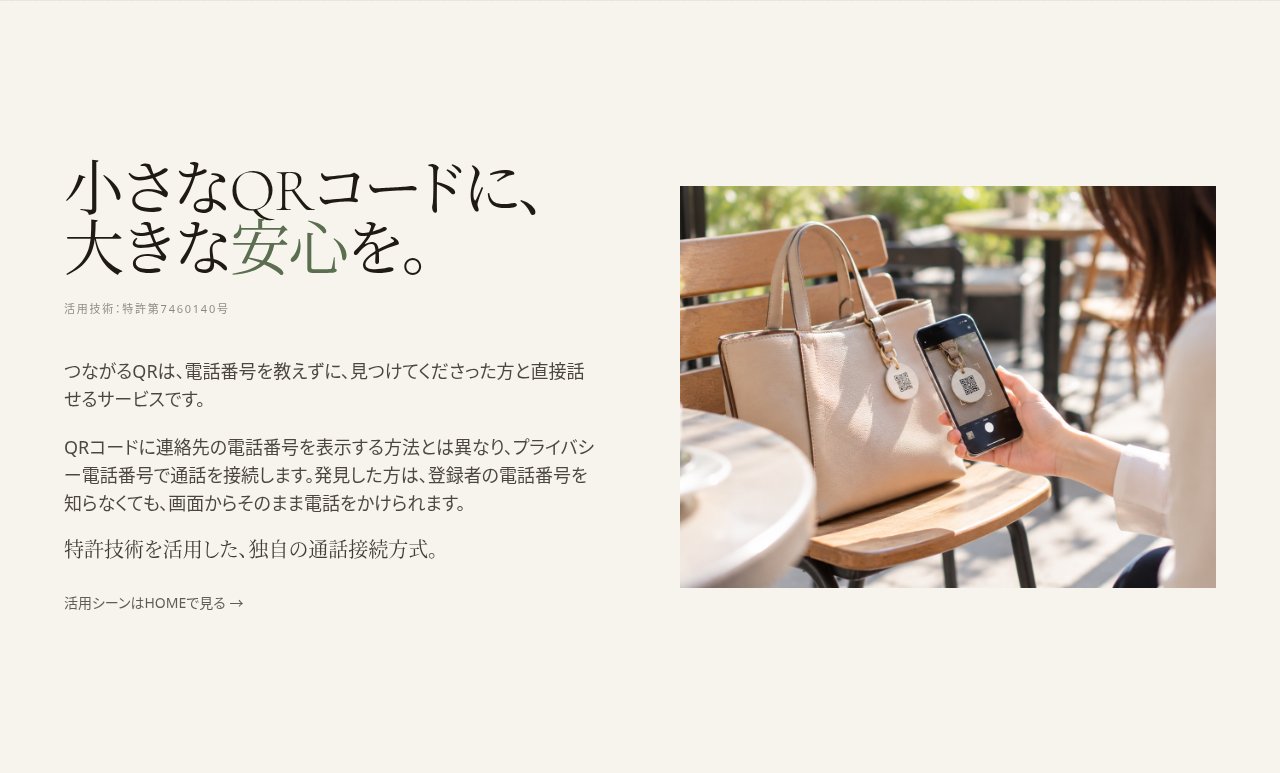 小さなQRコードに、
大きな安心を。
活用技術：特許第7460140号
つながるQRは、電話番号を教えずに、見つけてくださった方と直接話
せるサービスです。
QRコードに連絡先の電話番号を表示する方法とは異なり、プライバシ
ー電話番号で通話を接続します。発見した方は、登録者の電話番号を
知らなくても、画面からそのまま電話をかけられます。
特許技術を活用した、独自の通話接続方式。
活用シーンはHOMEで見る →